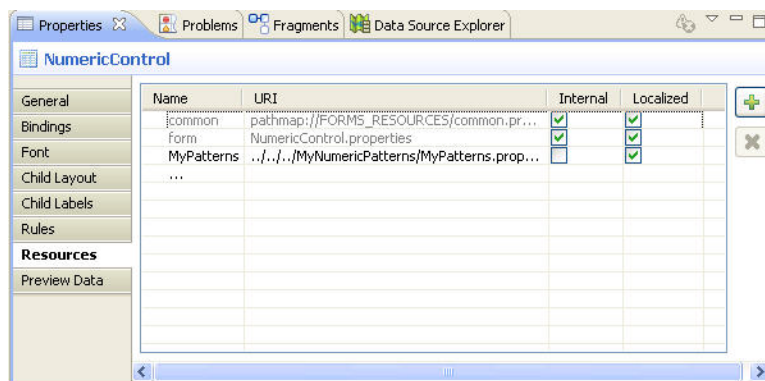 Properties Problems Fragments Data Source Explorer
NumericControl
General
Bindings
Font
Child Layout
Child Labels
Rules
Resources
Preview Data
Name URI Internal Localized
common pathmap://FORMS_RESOURCES/common.pr...
form NumericControl.properties
MyPatterns ../../../MyNumericPatterns/MyPatterns.prop...
...